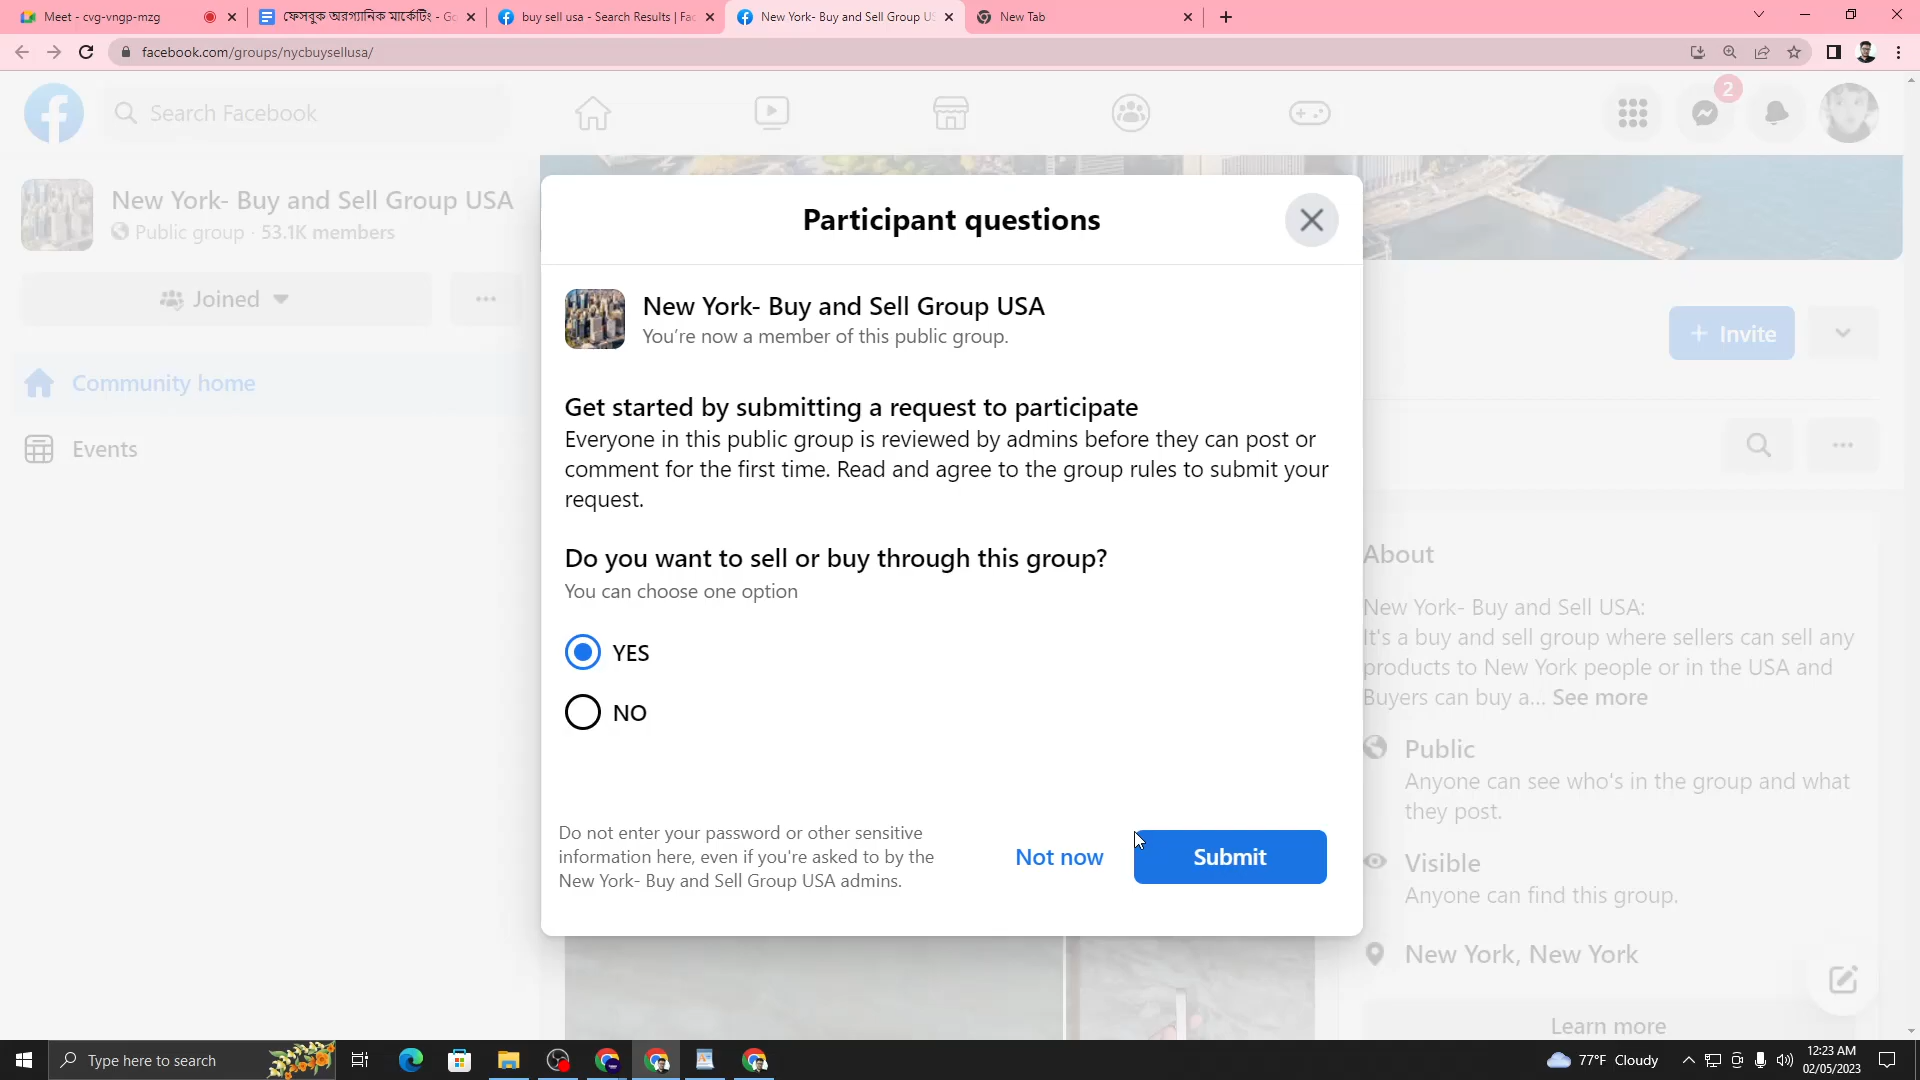 Meet - cvg-vngp-mzg
ফেসবুক অরগ্যানিক মার্কেটিং - Go
buy sell usa - Search Results | Fac
New York- Buy and Sell Group US
New Tab
facebook.com/groups/nycbuysellusa/
Search Facebook
2
New York- Buy and Sell Group USA
Public group · 53.1K members
Joined
Community home
Events
Participant questions
New York- Buy and Sell Group USA
You're now a member of this public group.
Get started by submitting a request to participate
Everyone in this public group is reviewed by admins before they can post or
comment for the first time. Read and agree to the group rules to submit your
request.
Do you want to sell or buy through this group?
You can choose one option
YES
NO
Do not enter your password or other sensitive
information here, even if you're asked to by the
New York- Buy and Sell Group USA admins.
Not now
Submit
+ Invite
About
New York- Buy and Sell USA:
It's a buy and sell group where sellers can sell any
products to New York people or in the USA and
Buyers can buy a... See more
Public
Anyone can see who's in the group and what
they post.
Visible
Anyone can find this group.
New York, New York
Learn more
Type here to search
77°F Cloudy
12:23 AM
02/05/2023